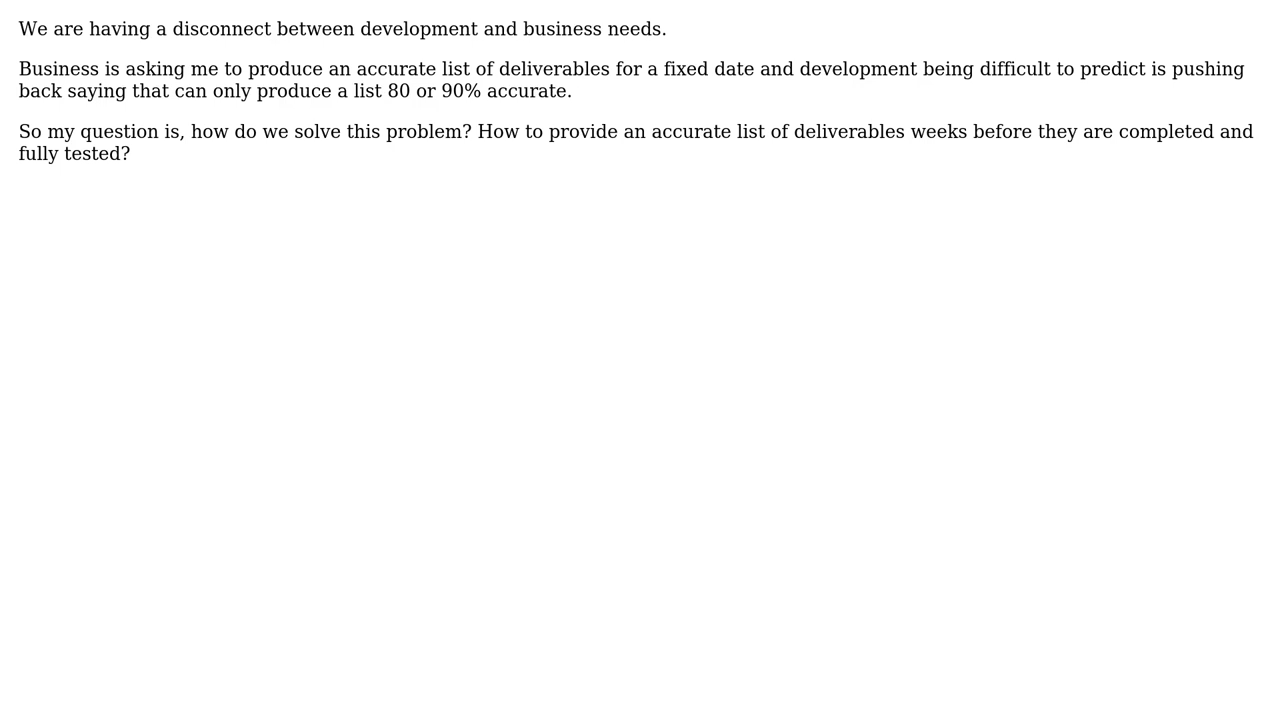 We are having a disconnect between development and business needs.
Business is asking me to produce an accurate list of deliverables for a fixed date and development being difficult to predict is pushing
back saying that can only produce a list 80 or 90% accurate.
So my question is, how do we solve this problem? How to provide an accurate list of deliverables weeks before they are completed and
fully tested?